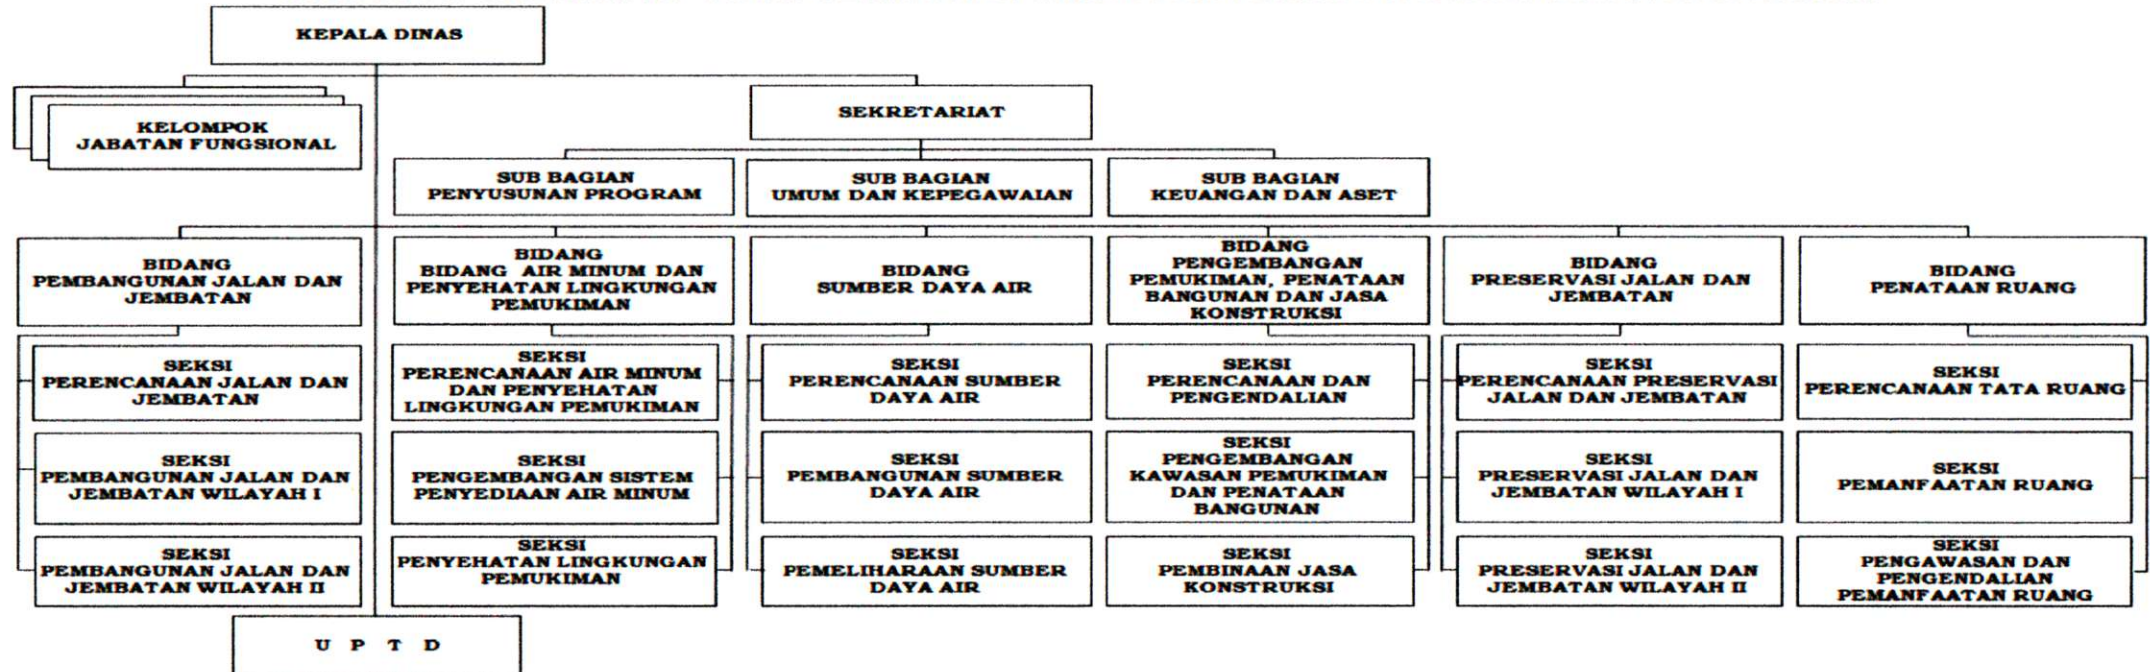 KEPALA DINAS
KELOMPOK
JABATAN FUNGSIONAL
SEKRETARIAT
SUB BAGIAN
PENYUSUNAN PROGRAM
SUB BAGIAN
UMUM DAN KEPEGAWAIAN
SUB BAGIAN
KEUANGAN DAN ASET
BIDANG
PEMBANGUNAN JALAN DAN
JEMBATAN
BIDANG
BIDANG AIR MINUM DAN
PENYEHATAN LINGKUNGAN
PEMUKIMAN
BIDANG
SUMBER DAYA AIR
BIDANG
PENGEMBANGAN
PEMUKIMAN, PENATAAN
BANGUNAN DAN JASA
KONSTRUKSI
BIDANG
PRESERVASI JALAN DAN
JEMBATAN
BIDANG
PENATAAN RUANG
SEKSI
PERENCANAAN JALAN DAN
JEMBATAN
SEKSI
PERENCANAAN AIR MINUM
DAN PENYEHATAN
LINGKUNGAN PEMUKIMAN
SEKSI
PERENCANAAN SUMBER
DAYA AIR
SEKSI
PERENCANAAN DAN
PENGENDALIAN
SEKSI
PERENCANAAN PRESERVASI
JALAN DAN JEMBATAN
SEKSI
PERENCANAAN TATA RUANG
SEKSI
PEMBANGUNAN JALAN DAN
JEMBATAN WILAYAH I
SEKSI
PENGEMBANGAN SISTEM
PENYEDIAAN AIR MINUM
SEKSI
PEMBANGUNAN SUMBER
DAYA AIR
SEKSI
PENGEMBANGAN
KAWASAN PEMUKIMAN
DAN PENATAAN
BANGUNAN
SEKSI
PRESERVASI JALAN DAN
JEMBATAN WILAYAH I
SEKSI
PEMANFAATAN RUANG
SEKSI
PEMBANGUNAN JALAN DAN
JEMBATAN WILAYAH II
SEKSI
PENYEHATAN LINGKUNGAN
PEMUKIMAN
SEKSI
PEMELIHARAAN SUMBER
DAYA AIR
SEKSI
PEMBINAAN JASA
KONSTRUKSI
SEKSI
PRESERVASI JALAN DAN
JEMBATAN WILAYAH II
SEKSI
PENGAWASAN DAN
PENGENDALIAN
PEMANFAATAN RUANG
U P T D